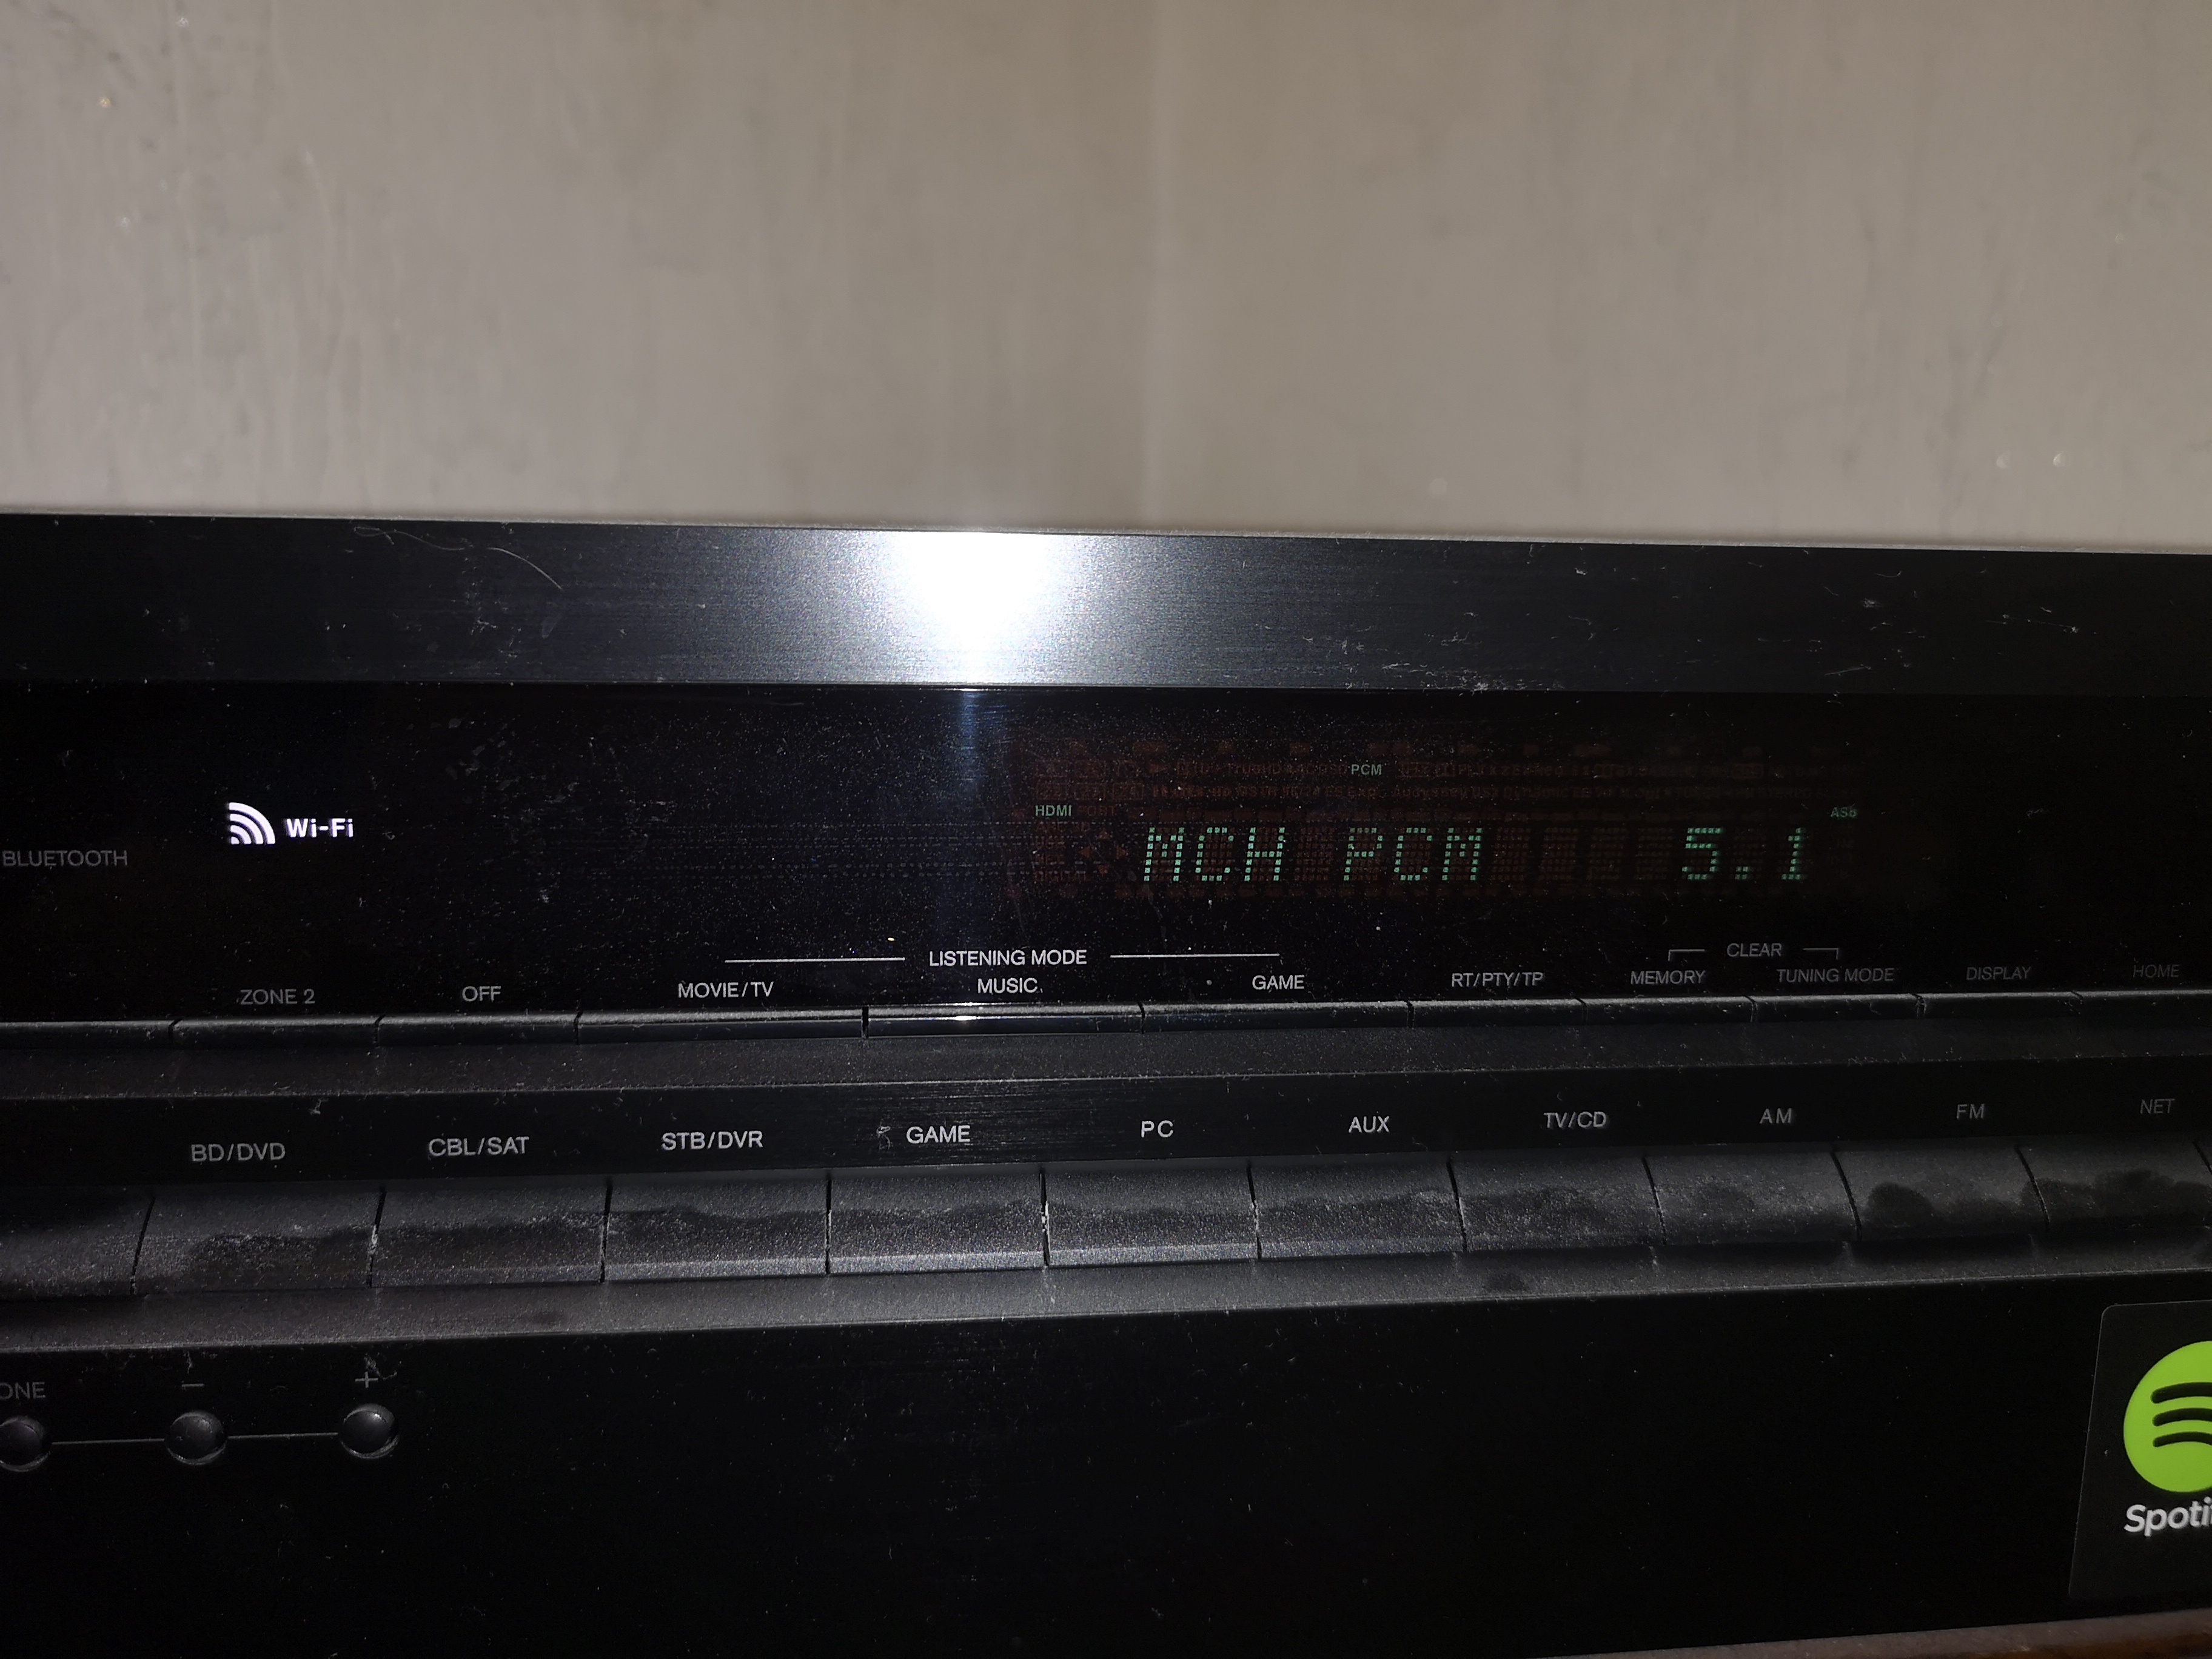 PCM
HDMI
ASb
Wi-Fi
MCH PCM 5.1
BLUETOOTH
LISTENING MODE
CLEAR
ZONE 2 OFF MOVIE/TV MUSIC GAME RT/PTY/TP MEMORY TUNING MODE DISPLAY HOME
BD/DVD CBL/SAT STB/DVR GAME PC AUX TV/CD AM FM NET
ONE - +
Spoti